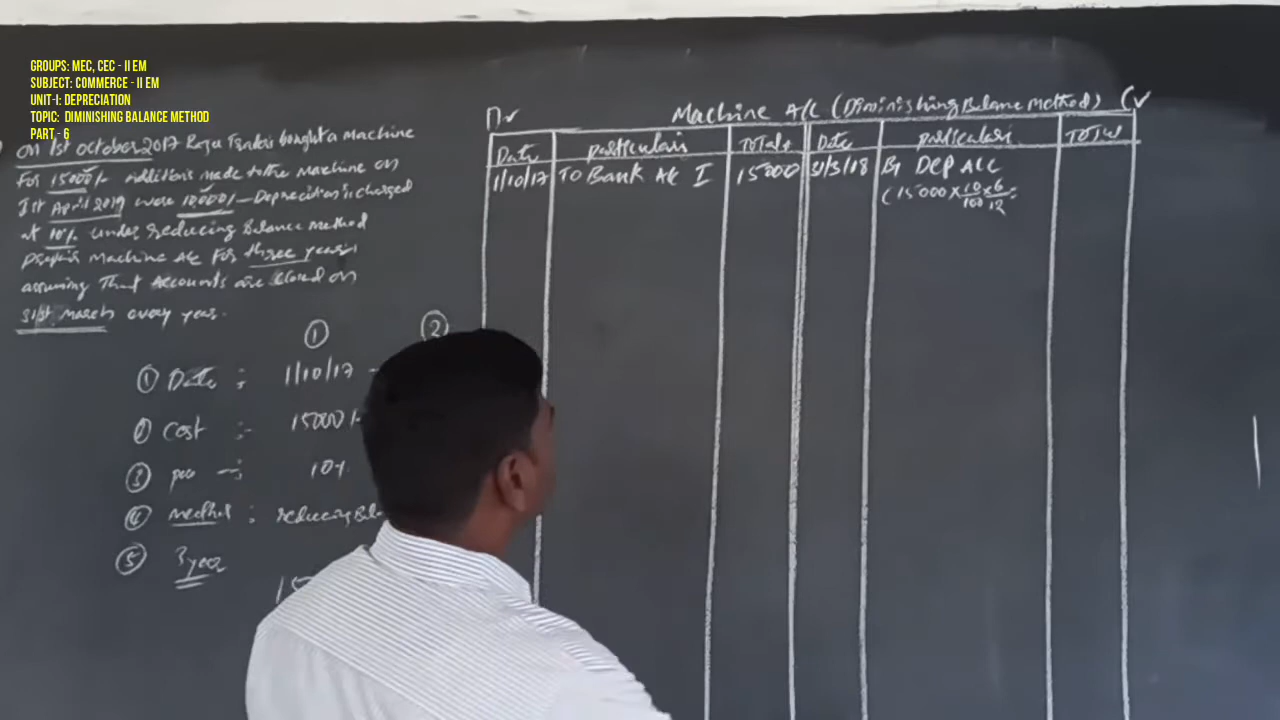 GROUPS: MEC, CEC - II EM
SUBJECT: COMMERCE - II EM
UNIT-I: DEPRECIATION
TOPIC: DIMINISHING BALANCE METHOD
PART - 6
on 1st october 2017 bought a machine
For 15000/- additions made to the machine on
1st April 2019 were Depreciation is charged
at 10% under reducing Balance method
machine A/c For three years
assuming That Accounts are closed on
31st march every year.
① ②
① Date : 1/10/17 -
② Cost :- 15000/-
③ 10%
④ method : reducing
⑤ 3 year
Dr Machine A/c (Diminishing Balance method) Cr
Date particulars Total Date particulars Total
1/10/17 To Bank A/c I 15000 31/3/18 By Dep A/c
(15000 × 10/100 × 6/12 =